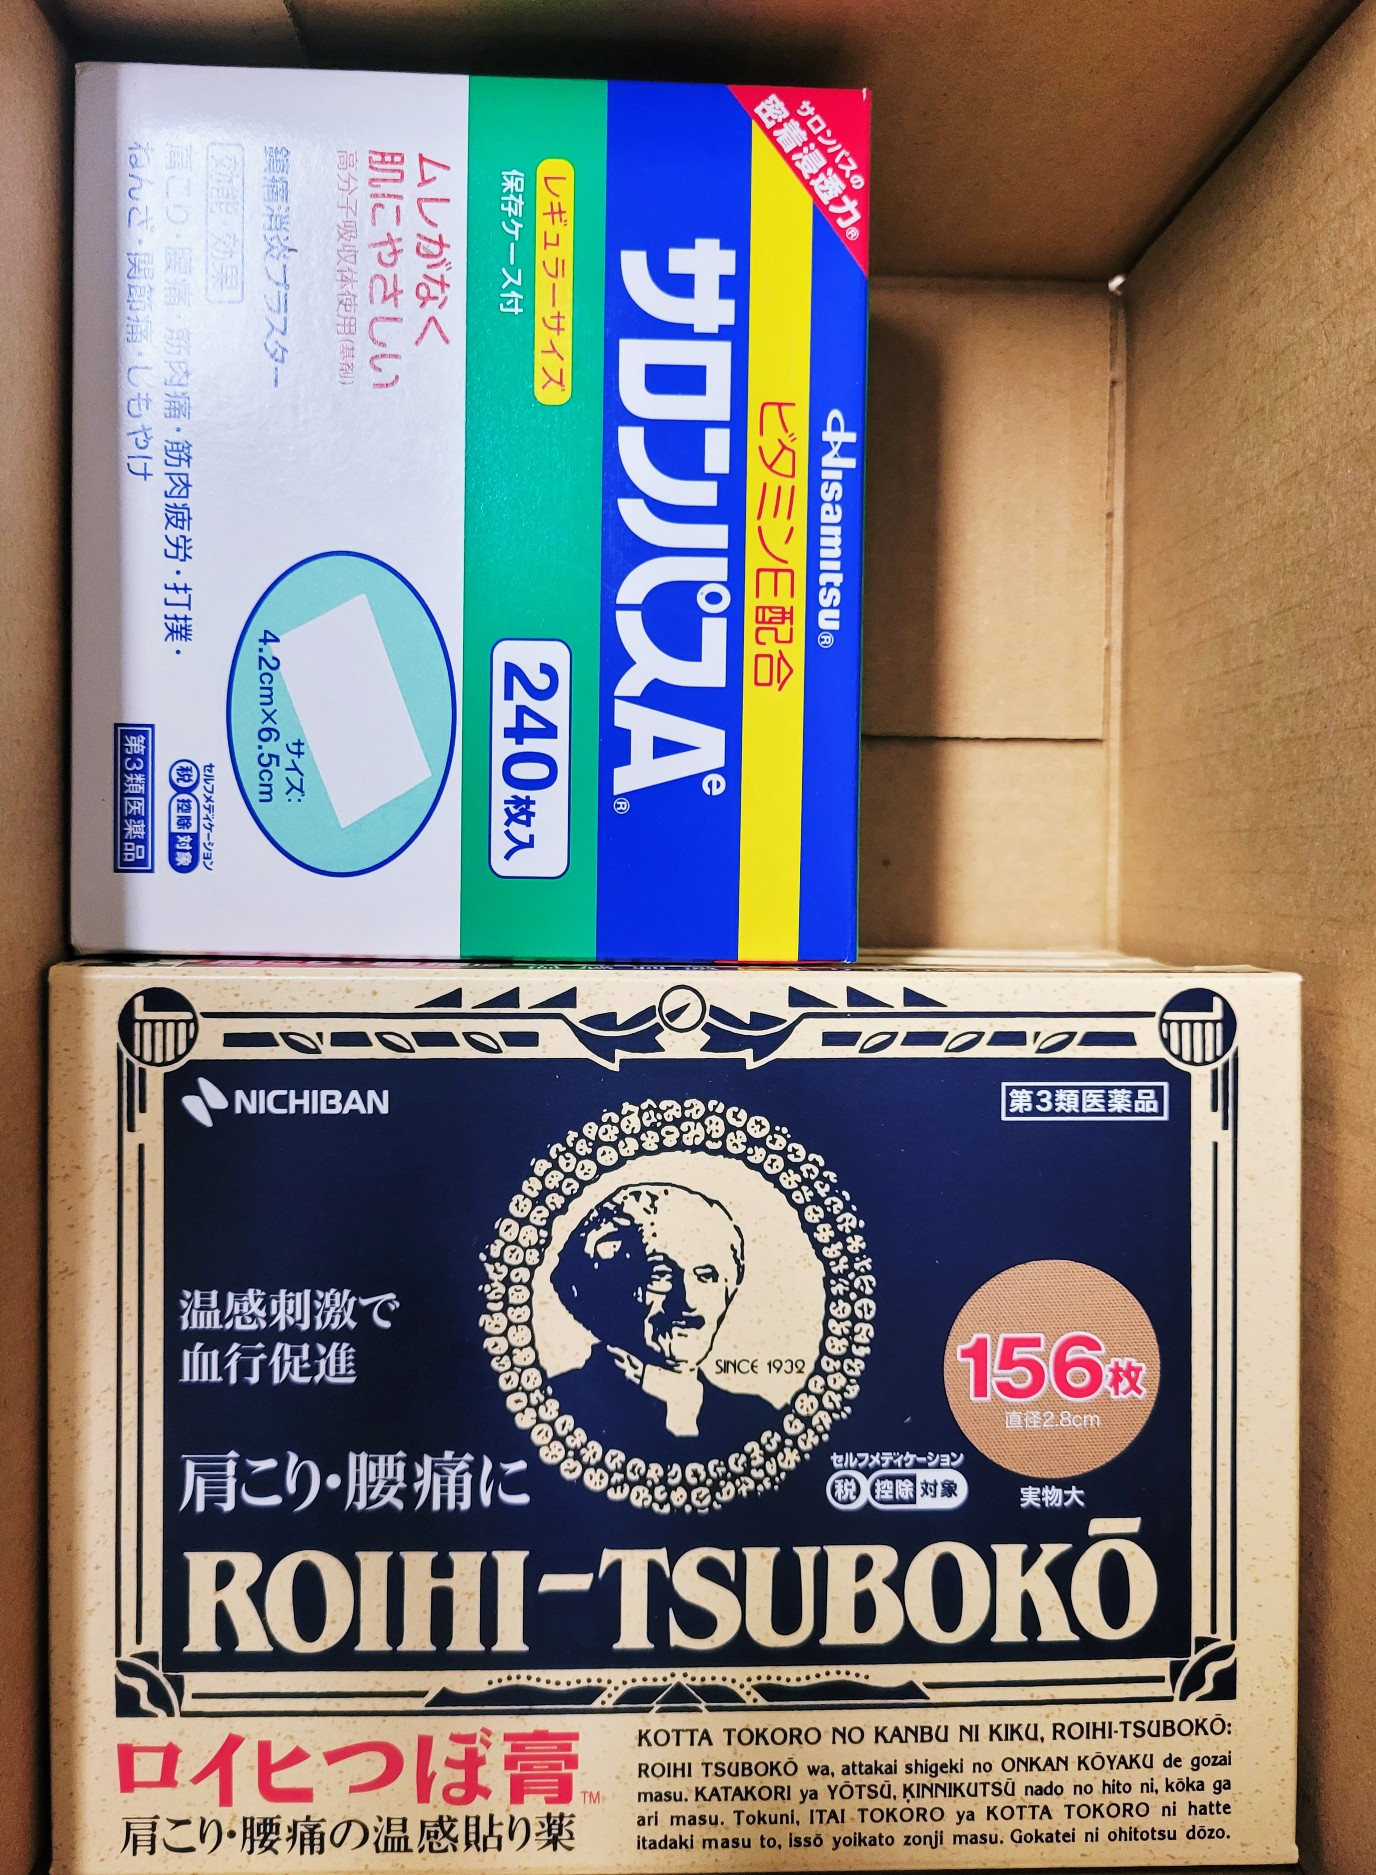 サロンパスの
密着浸透力®
Hisamitsu®
ビタミンE配合
サロンパスAe®
レギュラーサイズ
保存ケース付
240枚入
ムレがなく
肌にやさしい
高分子吸収体使用(基剤)
鎮痛消炎プラスター
効能 効果
肩こり・腰痛・筋肉痛・筋肉疲労・打撲・
ねんざ・関節痛・しもやけ
サイズ:
4.2cm×6.5cm
セルフメディケーション
税 控除 対象
第3類医薬品
NICHIBAN
第3類医薬品
温感刺激で
血行促進
SINCE 1932
156枚
直径2.8cm
実物大
肩こり・腰痛に
セルフメディケーション
税 控除 対象
ROIHI-TSUBOKŌ
ロイヒつぼ膏™
肩こり・腰痛の温感貼り薬
KOTTA TOKORO NO KANBU NI KIKU, ROIHI-TSUBOKŌ:
ROIHI TSUBOKŌ wa, attakai shigeki no ONKAN KŌYAKU de gozai
masu. KATAKORI ya YŌTSŪ, KINNIKUTSŪ nado no hito ni, kōka ga
ari masu. Tokuni, ITAI TOKORO ya KOTTA TOKORO ni hatte
itadaki masu to, issō yoikato zonji masu. Gokatei ni ohitotsu dōzo.